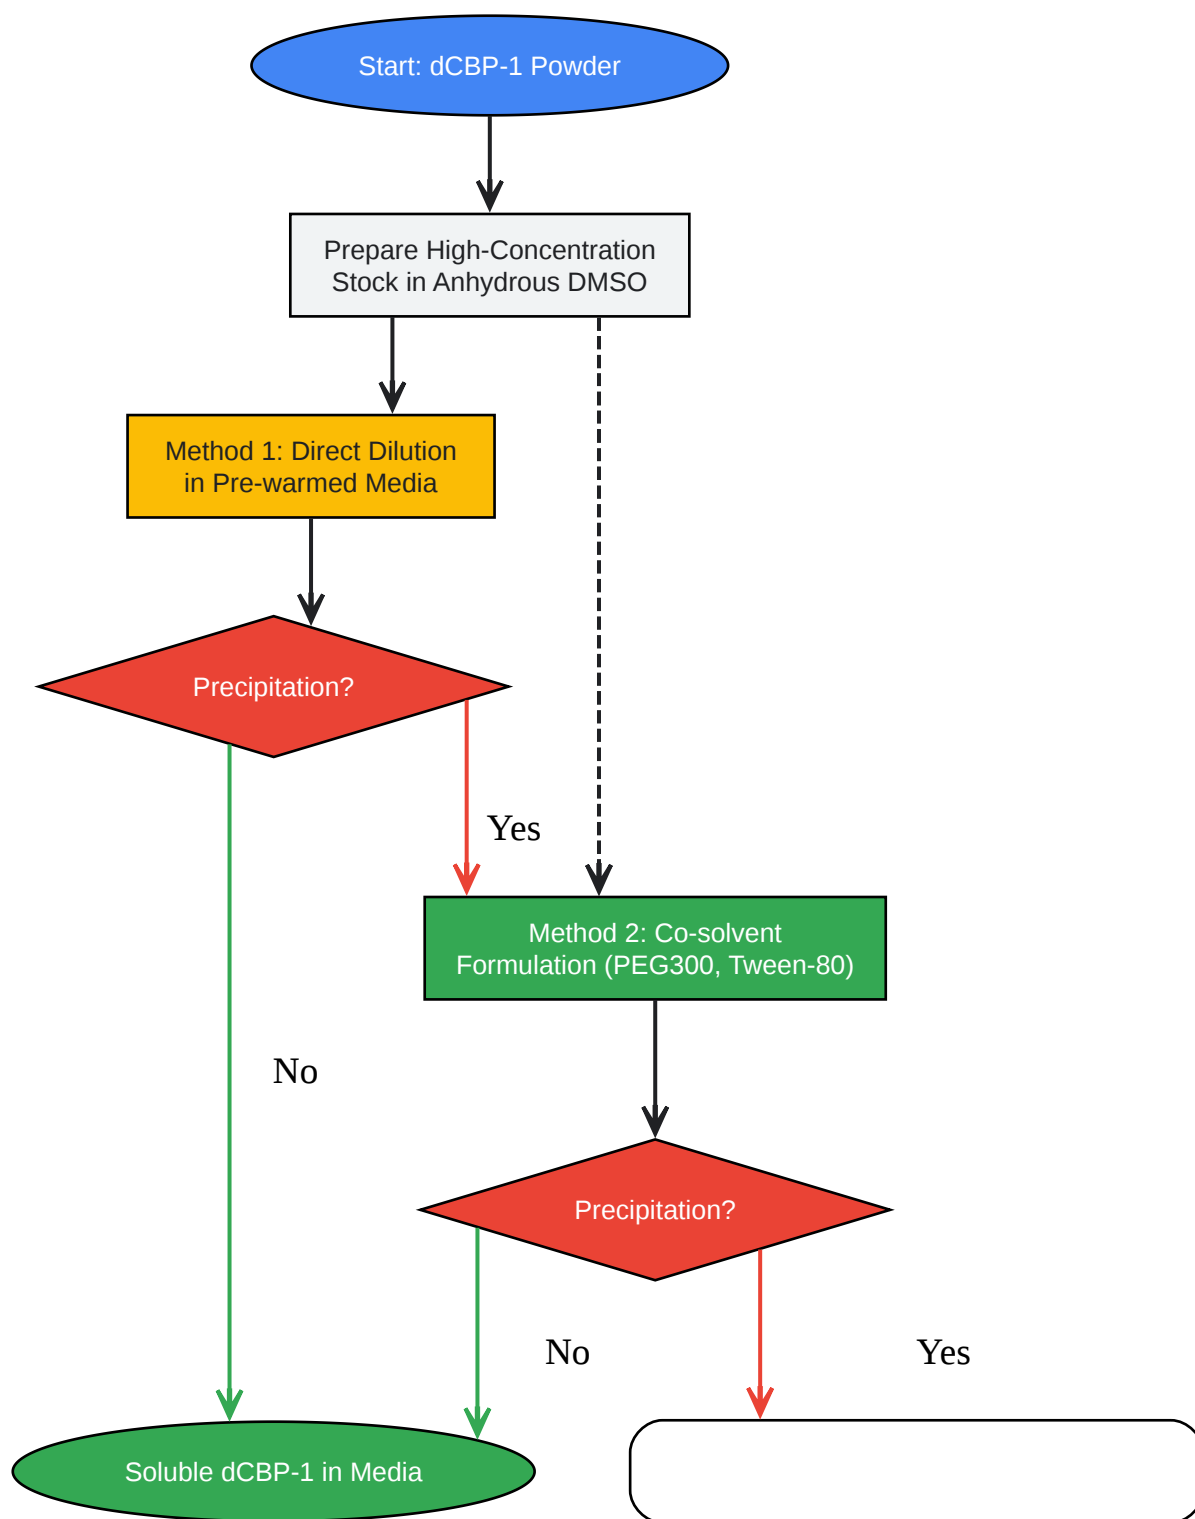 Start: dCBP-1 Powder
Prepare High-Concentration
Stock in Anhydrous DMSO
Method 1: Direct Dilution
in Pre-warmed Media
Precipitation?
Yes
Method 2: Co-solvent
Formulation (PEG300, Tween-80)
No
Precipitation?
No
Yes
Soluble dCBP-1 in Media